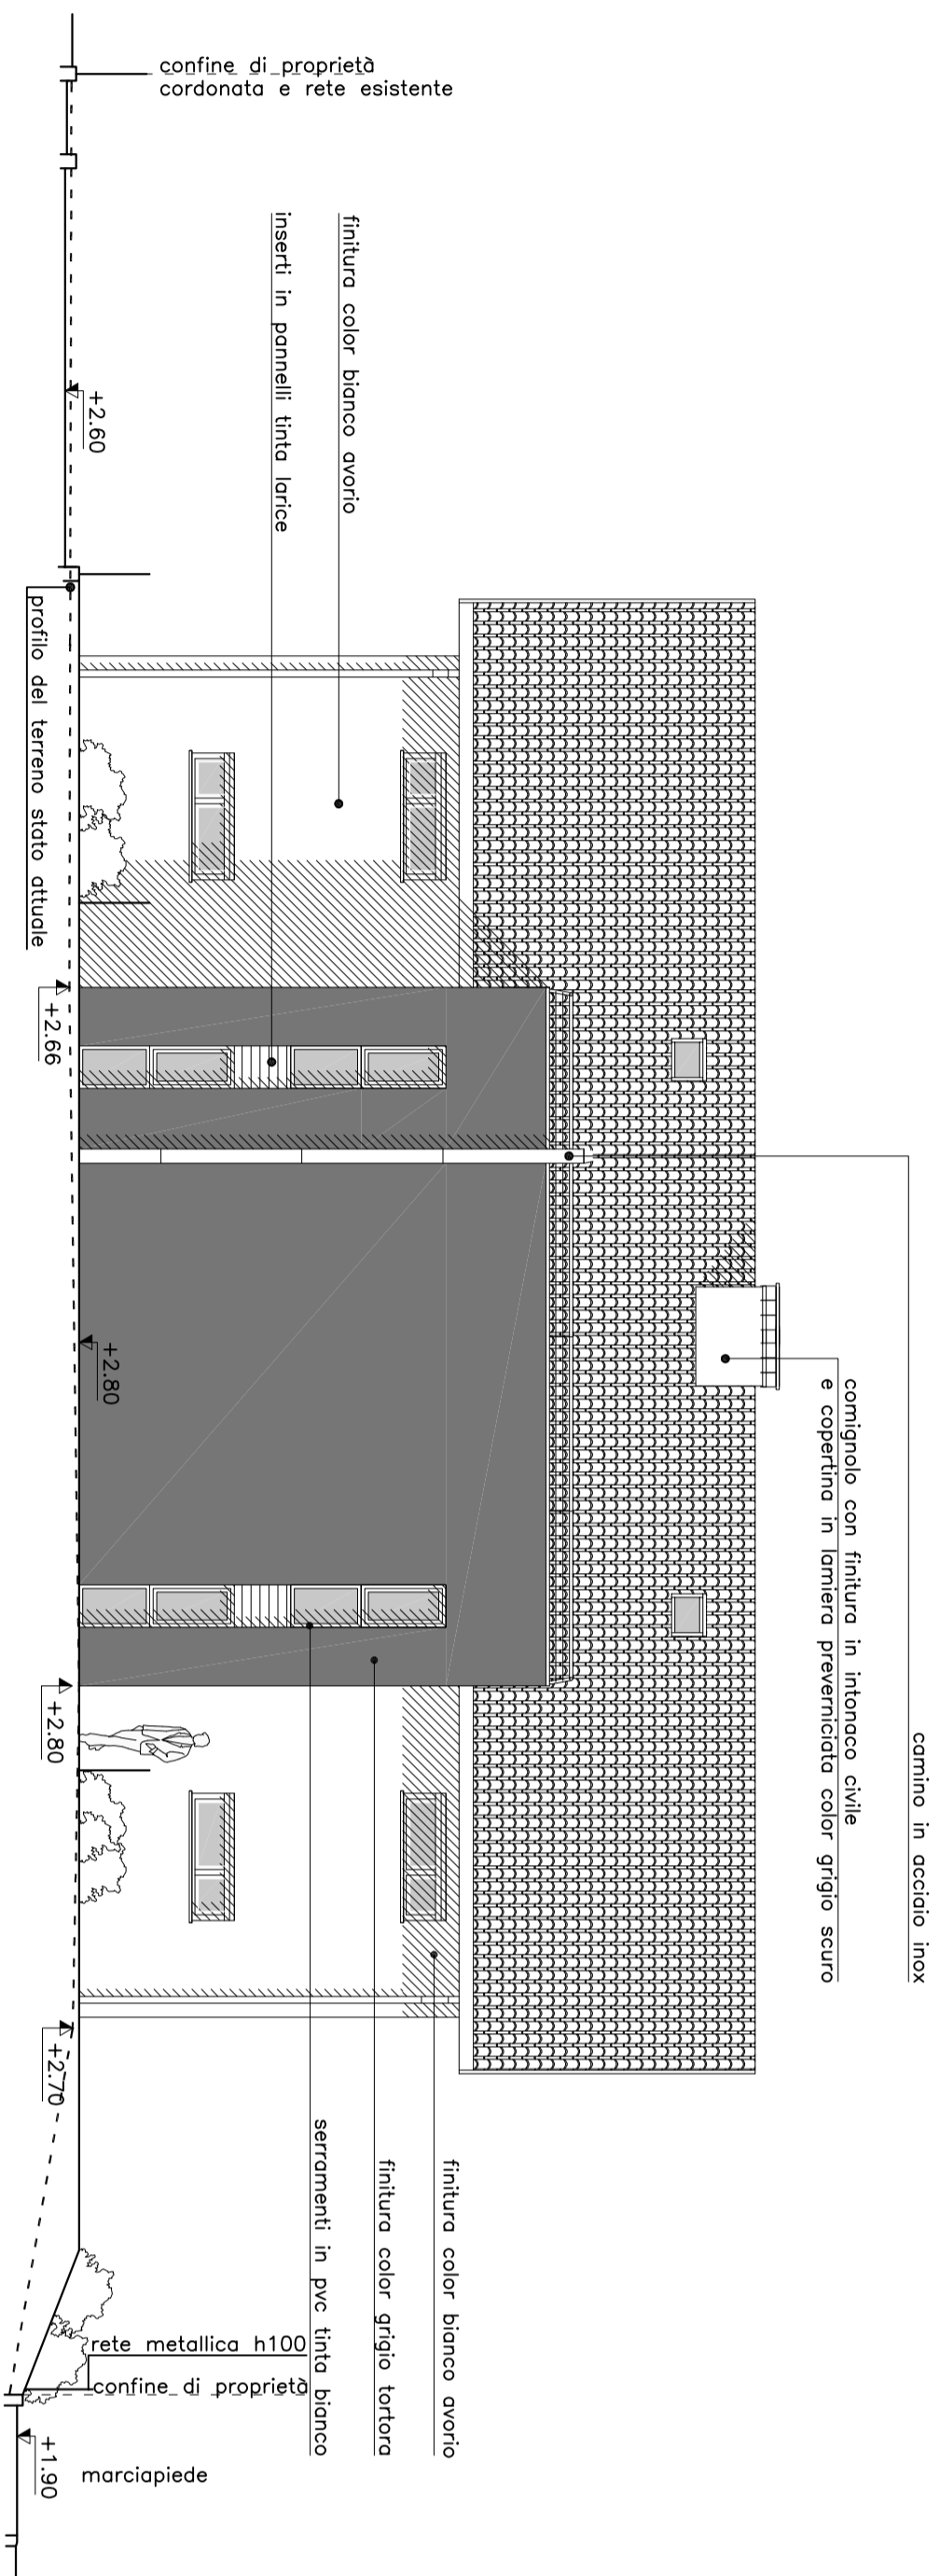 confine di proprietà
cordonata e rete esistente
finitura color bianco avorio
inserti in pannelli tinta larice
+2.60
profilo del terreno stato attuale
+2.66
+2.80
camino in acciaio inox
comignolo con finitura in intonaco civile
e copertina in lamiera preverniciata color grigio scuro
+2.80
+2.70
finitura color bianco avorio
finitura color grigio tortora
serramenti in pvc tinta bianco
rete metallica h100
confine di proprietà
+1.90
marciapiede